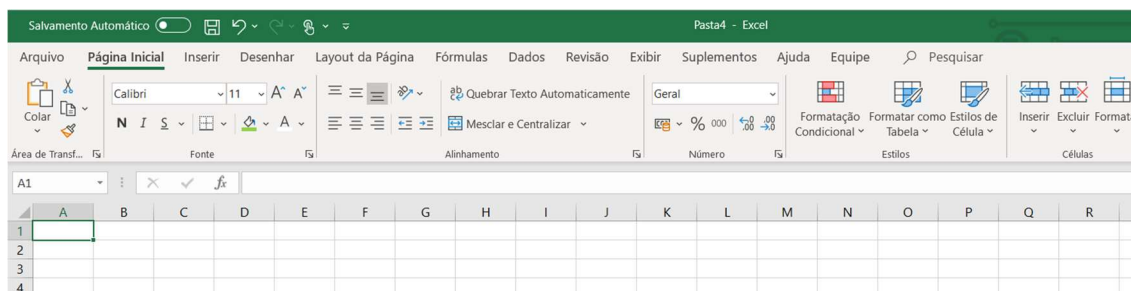 Salvamento Automático
Pasta4 - Excel
Arquivo Página Inicial Inserir Desenhar Layout da Página Fórmulas Dados Revisão Exibir Suplementos Ajuda Equipe Pesquisar
Colar
Calibri 11 A A
ab Quebrar Texto Automaticamente
Geral
N I S A
Mesclar e Centralizar
% 000
Formatação Condicional
Formatar como Tabela
Estilos de Célula
Inserir Excluir Format
Área de Transf... Fonte Alinhamento Número Estilos Células
A1 fx
A B C D E F G H I J K L M N O P Q R
1
2
3
4